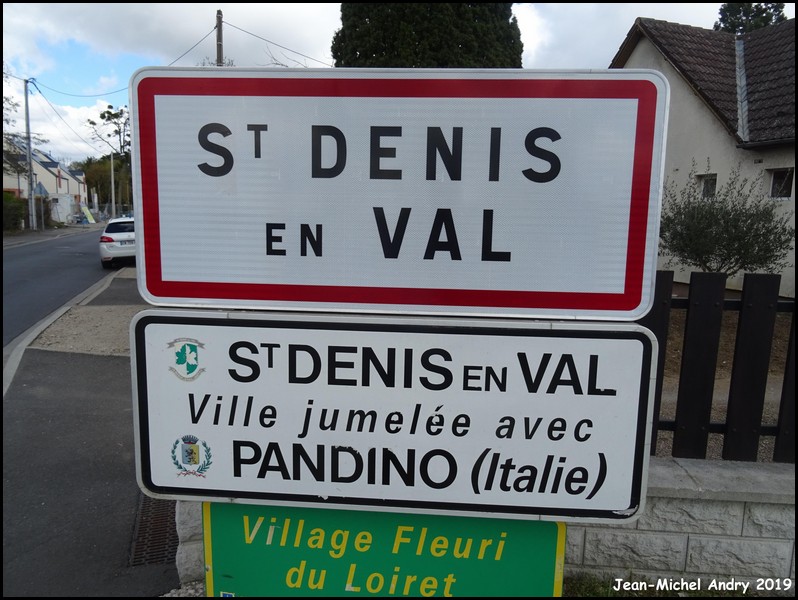 ST DENIS
EN VAL
ST DENIS EN VAL
Ville jumelée avec
PANDINO (Italie)
Village Fleuri
du Loiret
Jean-Michel Andry 2019